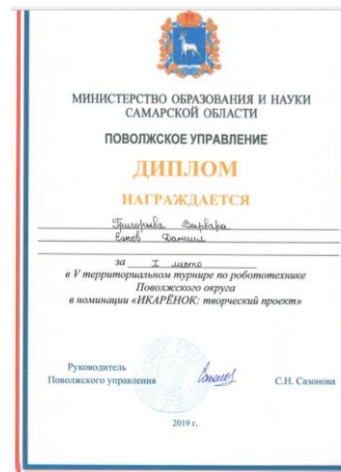 МИНИСТЕРСТВО ОБРАЗОВАНИЯ И НАУКИ
САМАРСКОЙ ОБЛАСТИ
ПОВОЛЖСКОЕ УПРАВЛЕНИЕ
ДИПЛОМ
НАГРАЖДАЕТСЯ
Григорьева Варвара
Ежов Даниил
за I место
в V территориальном турнире по робототехнике
Поволжского округа
в номинации «ИКАРЁНОК: творческий проект»
Руководитель
Поволжского управления
С.Н. Сазонова
2019 г.